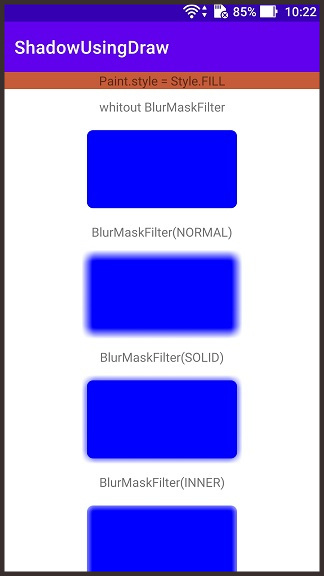 85% 10:22
ShadowUsingDraw
Paint.style = Style.FILL
whitout BlurMaskFilter
BlurMaskFilter(NORMAL)
BlurMaskFilter(SOLID)
BlurMaskFilter(INNER)